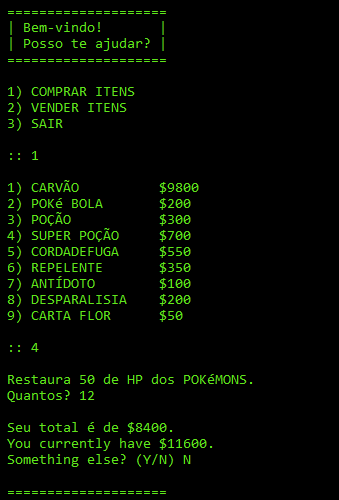 ====================
| Bem-vindo!       |
| Posso te ajudar? |
====================
1) COMPRAR ITENS
2) VENDER ITENS
3) SAIR
:: 1
1) CARVÃO          $9800
2) POKé BOLA       $200
3) POÇÃO           $300
4) SUPER POÇÃO     $700
5) CORDADEFUGA     $550
6) REPELENTE       $350
7) ANTÍDOTO        $100
8) DESPARALISIA    $200
9) CARTA FLOR      $50
:: 4
Restaura 50 de HP dos POKéMONS.
Quantos? 12
Seu total é de $8400.
You currently have $11600.
Something else? (Y/N) N
====================